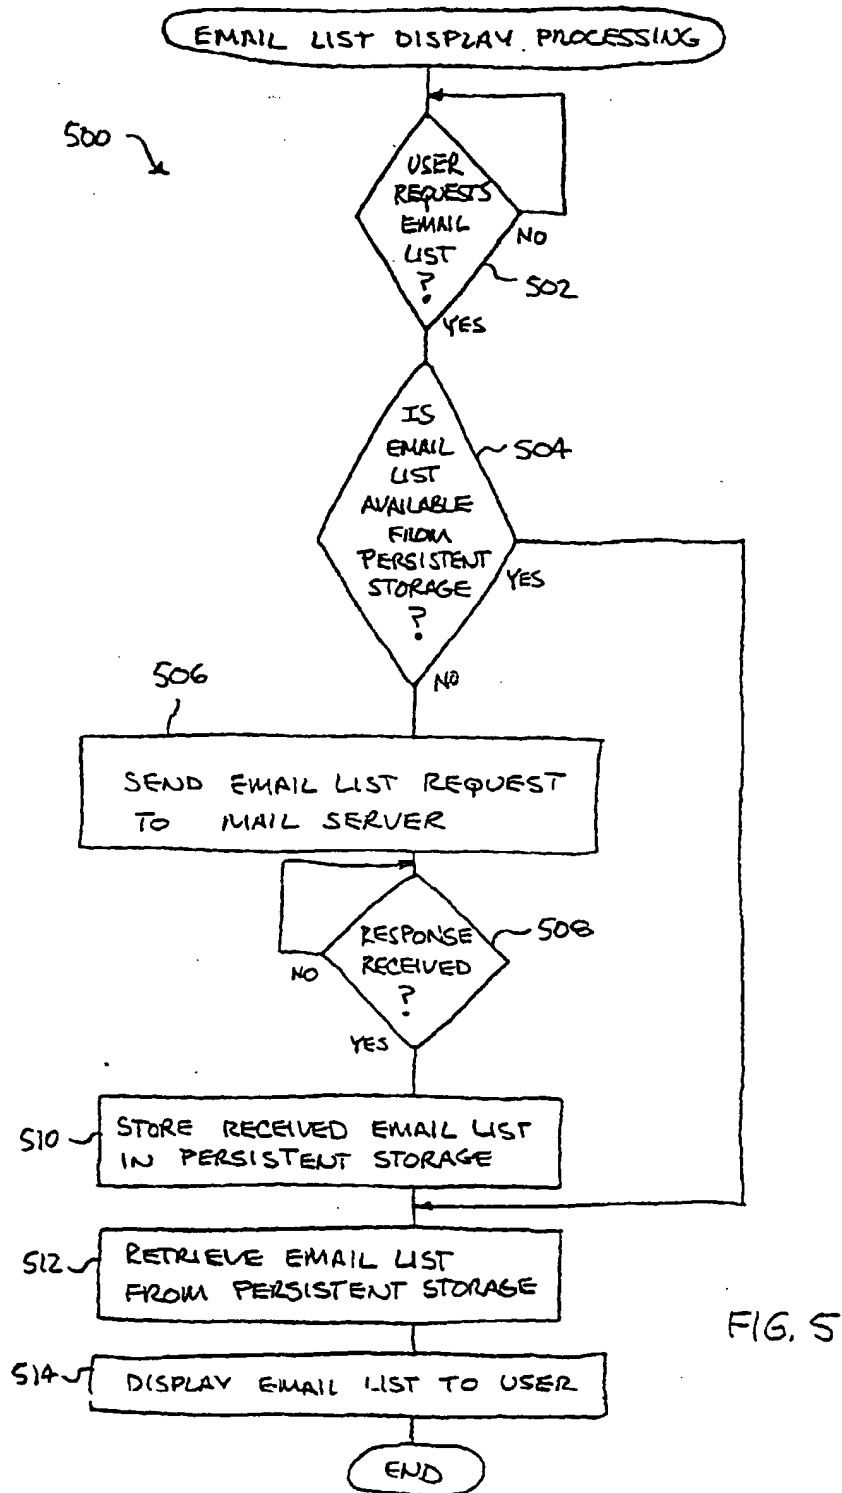 EMAIL LIST DISPLAY PROCESSING
500
USER
REQUESTS
EMAIL
LIST
?
NO
502
YES
IS
EMAIL
LIST
AVAILABLE
FROM
PERSISTENT
STORAGE
?
504
YES
NO
506
SEND EMAIL LIST REQUEST
TO MAIL SERVER
RESPONSE
RECEIVED
?
508
NO
YES
510
STORE RECEIVED EMAIL LIST
IN PERSISTENT STORAGE
512
RETRIEVE EMAIL LIST
FROM PERSISTENT STORAGE
FIG. 5
514
DISPLAY EMAIL LIST TO USER
END